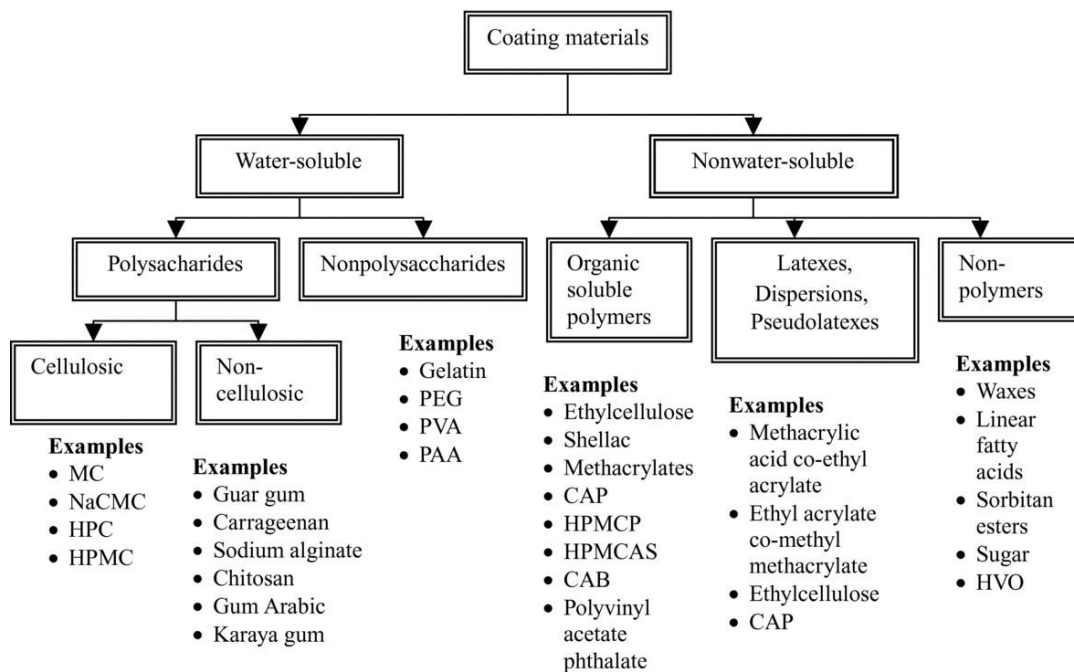 Coating materials
Water-soluble
Nonwater-soluble
Polysacharides
Nonpolysaccharides
Organic
soluble
polymers
Latexes,
Dispersions,
Pseudolatexes
Non-
polymers
Cellulosic
Non-
cellulosic
Examples
• MC
• NaCMC
• HPC
• HPMC
Examples
• Guar gum
• Carrageenan
• Sodium alginate
• Chitosan
• Gum Arabic
• Karaya gum
Examples
• Gelatin
• PEG
• PVA
• PAA
Examples
• Ethylcellulose
• Shellac
• Methacrylates
• CAP
• HPMCP
• HPMCAS
• CAB
• Polyvinyl
acetate
phthalate
Examples
• Methacrylic
acid co-ethyl
acrylate
• Ethyl acrylate
co-methyl
methacrylate
• Ethylcellulose
• CAP
Examples
• Waxes
• Linear
fatty
acids
• Sorbitan
esters
• Sugar
• HVO